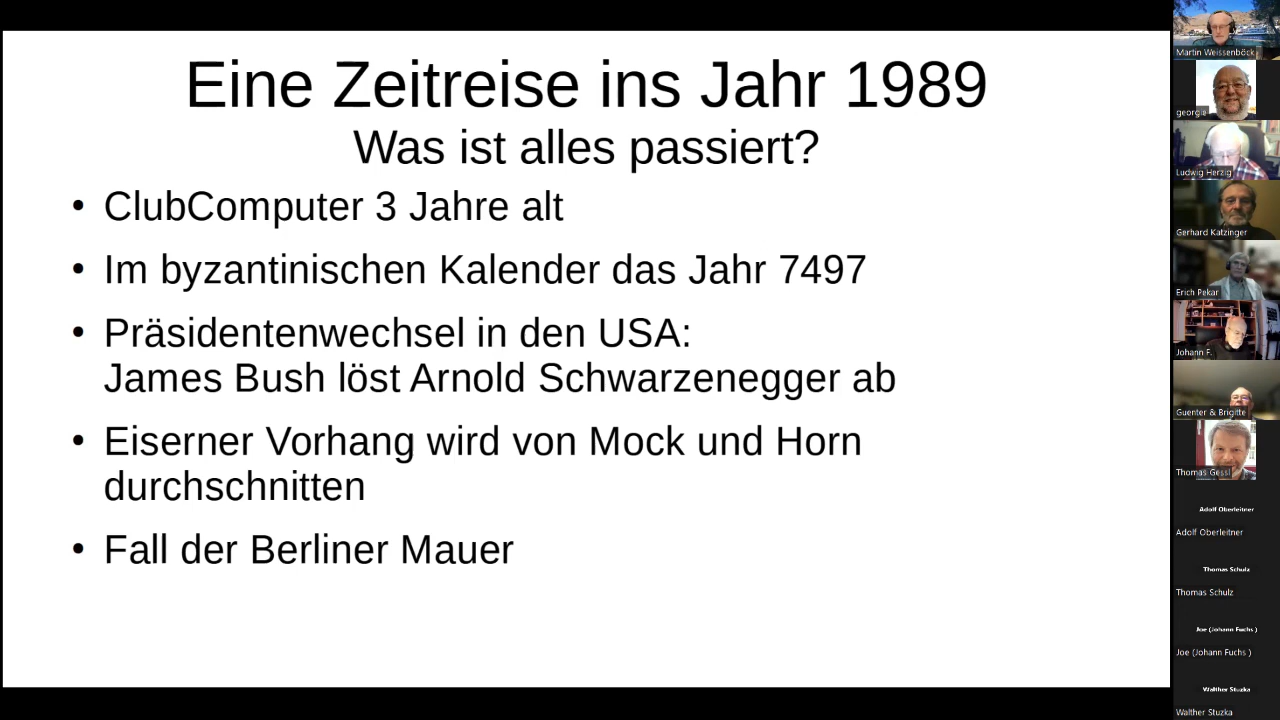 Eine Zeitreise ins Jahr 1989
Was ist alles passiert?
• ClubComputer 3 Jahre alt
• Im byzantinischen Kalender das Jahr 7497
• Präsidentenwechsel in den USA:
James Bush löst Arnold Schwarzenegger ab
• Eiserner Vorhang wird von Mock und Horn
durchschnitten
• Fall der Berliner Mauer
Martin Weissenböck
georgie
Ludwig Herzig
Gerhard Katzinger
Erich Pekar
Johann F.
Guenter & Brigitte
Thomas Gessl
Adolf Oberleitner
Adolf Oberleitner
Thomas Schulz
Thomas Schulz
Joe (Johann Fuchs )
Joe (Johann Fuchs )
Walther Stuzka
Walther Stuzka